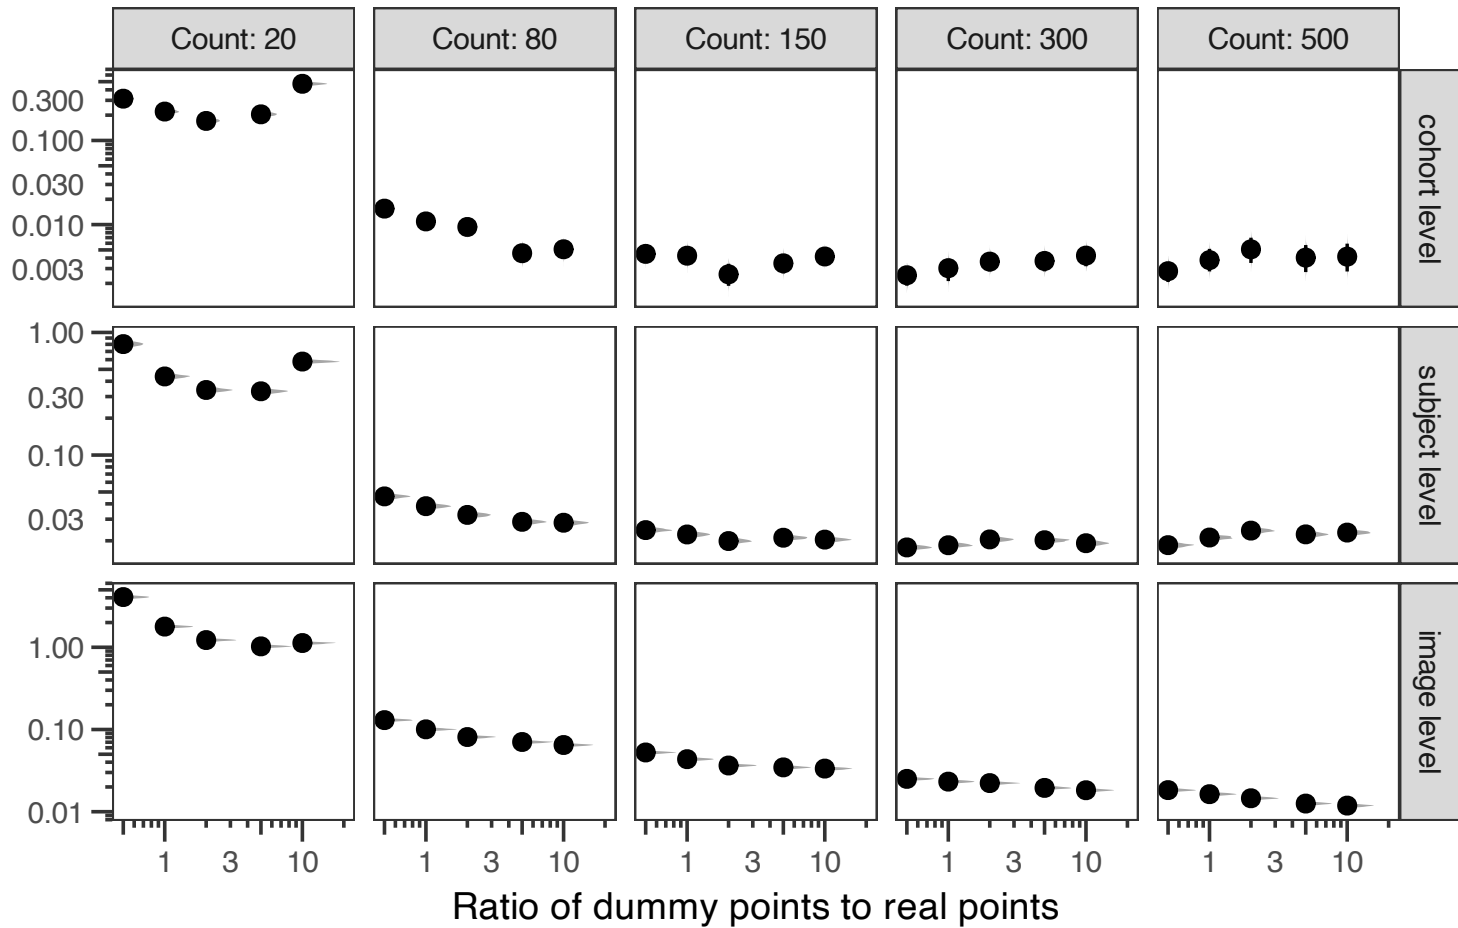 Count: 20 Count: 80 Count: 150 Count: 300 Count: 500
0.300
0.100
0.030
0.010
0.003
cohort level
1.00
0.30
0.10
0.03
subject level
1.00
0.10
0.01
image level
1 3 10 1 3 10 1 3 10 1 3 10 1 3 10
Ratio of dummy points to real points